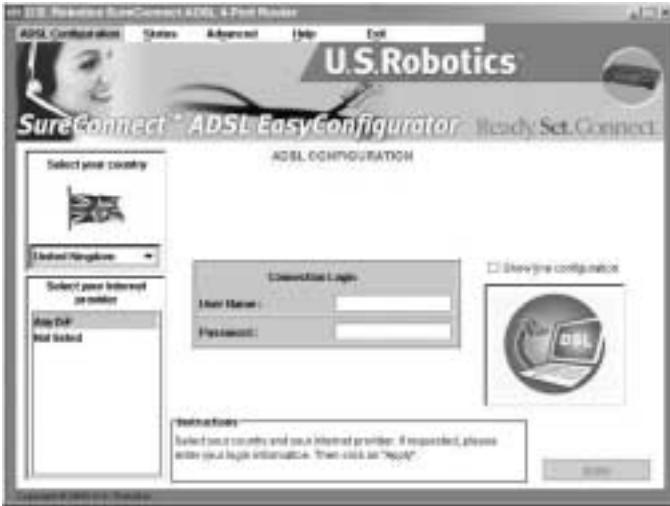 U.S. Robotics SureConnect ADSL 4-Port Router
ADSL Configuration Status Advanced Help Exit
U.S.Robotics
SureConnect™ ADSL EasyConfigurator Ready. Set. Connect.
Select your country
ADSL CONFIGURATION
United Kingdom
Select your Internet provider
Any ISP
Not listed
Connection Login
User Name :
Password :
Show line configuration
DSL
Instructions
Select your country and your Internet provider. If requested, please
enter your login information. Then click on "Apply".
Apply